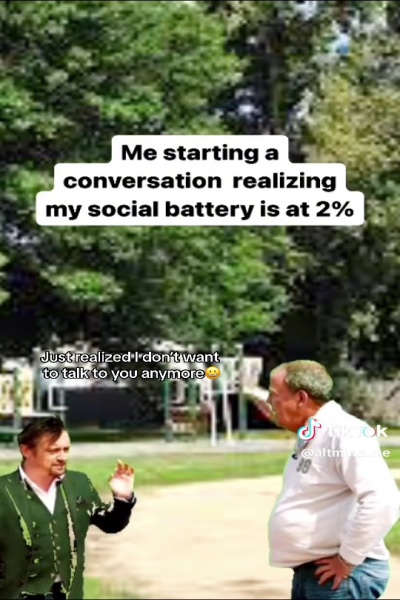 Me starting a
conversation realizing
my social battery is at 2%
Just realized I don't want
to talk to you anymore🥲
TikTok